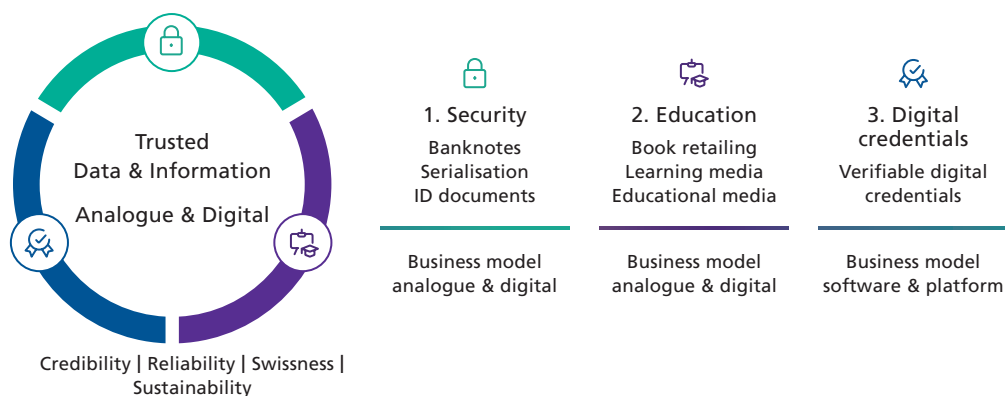 Trusted
Data & Information
Analogue & Digital
Credibility | Reliability | Swissness |
Sustainability
1. Security
Banknotes
Serialisation
ID documents
Business model
analogue & digital
2. Education
Book retailing
Learning media
Educational media
Business model
analogue & digital
3. Digital
credentials
Verifiable digital
credentials
Business model
software & platform